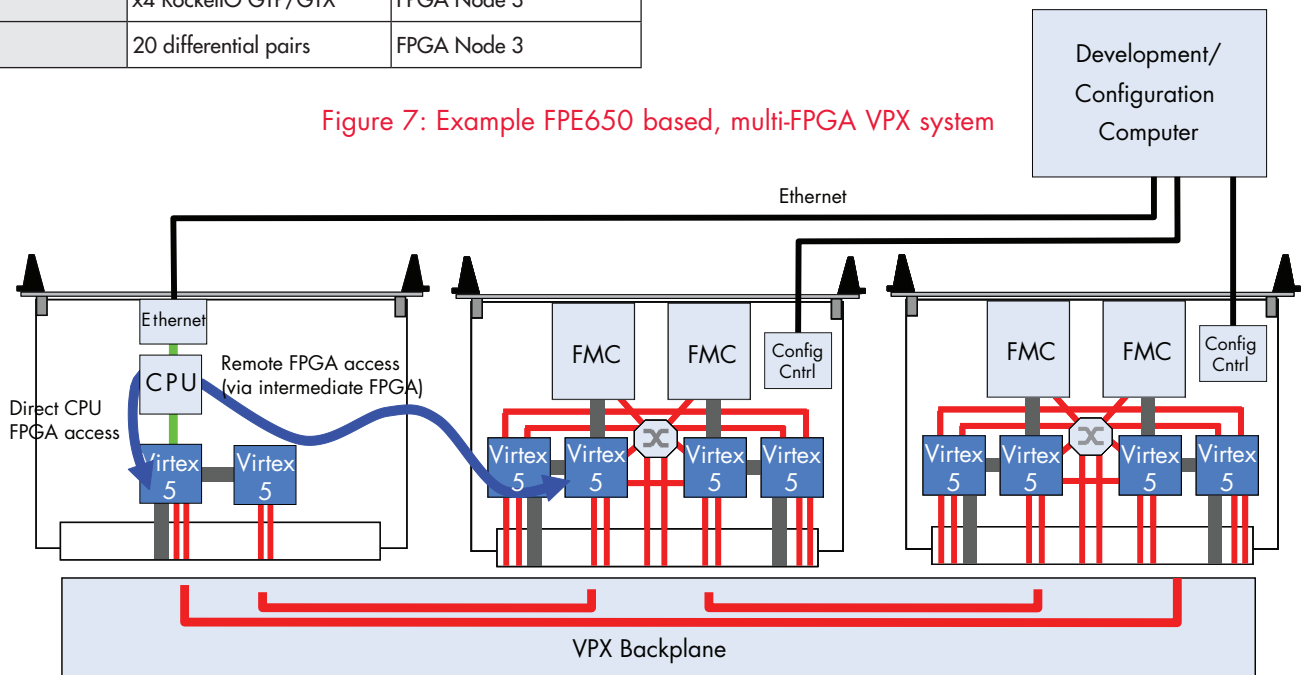 x4 RocketIO GTP/GTX FPGA Node 3
20 differential pairs FPGA Node 3
Figure 7: Example FPE650 based, multi-FPGA VPX system
Development/
Configuration
Computer
Ethernet
Ethernet
CPU
Remote FPGA access
(via intermediate FPGA)
Direct CPU
FPGA access
Virtex
5
Virtex
5
FMC
FMC
Config
Cntrl
Virtex
5
Virtex
5
Virtex
5
Virtex
5
FMC
FMC
Config
Cntrl
Virtex
5
Virtex
5
Virtex
5
Virtex
5
VPX Backplane